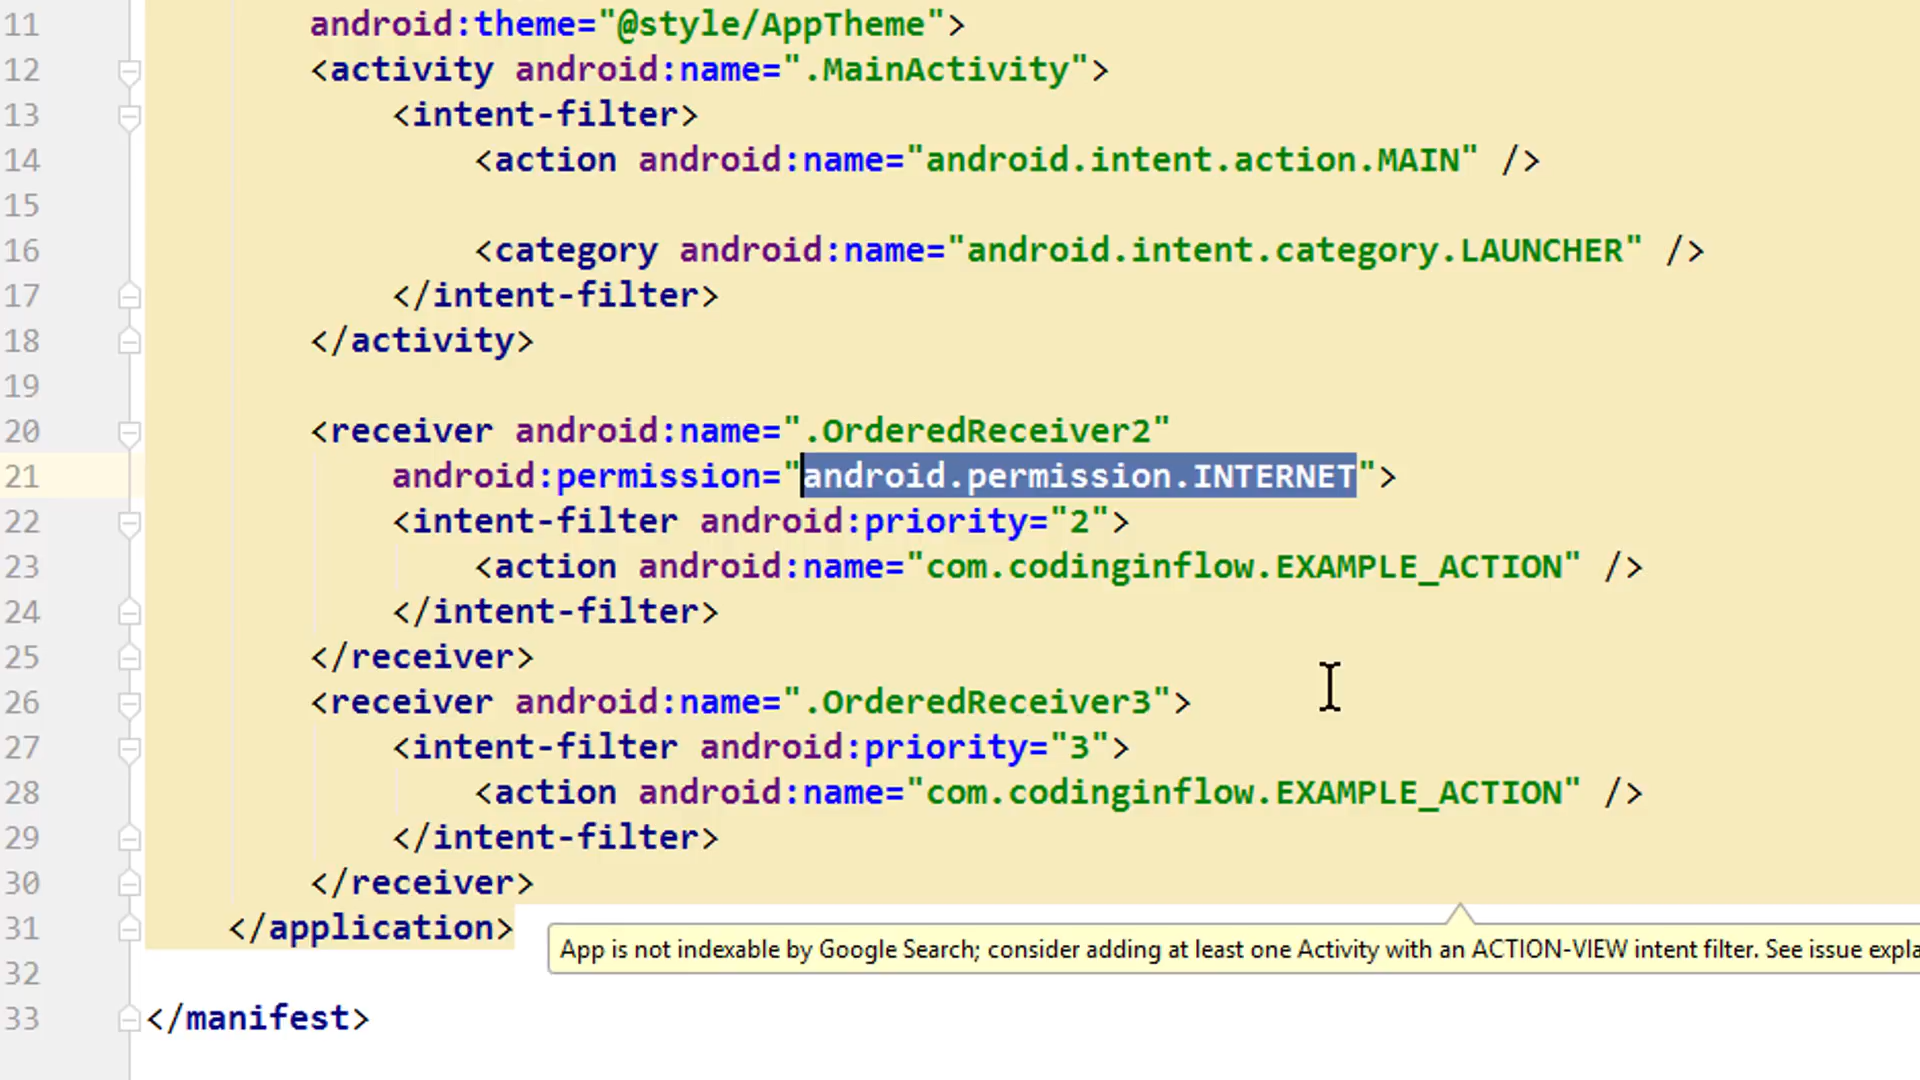 11 android:theme="@style/AppTheme">
12 <activity android:name=".MainActivity">
13 <intent-filter>
14 <action android:name="android.intent.action.MAIN" />
15
16 <category android:name="android.intent.category.LAUNCHER" />
17 </intent-filter>
18 </activity>
19
20 <receiver android:name=".OrderedReceiver2"
21 android:permission="android.permission.INTERNET">
22 <intent-filter android:priority="2">
23 <action android:name="com.codinginflow.EXAMPLE_ACTION" />
24 </intent-filter>
25 </receiver>
26 <receiver android:name=".OrderedReceiver3">
27 <intent-filter android:priority="3">
28 <action android:name="com.codinginflow.EXAMPLE_ACTION" />
29 </intent-filter>
30 </receiver>
31 </application>
App is not indexable by Google Search; consider adding at least one Activity with an ACTION-VIEW intent filter. See issue expla
32
33 </manifest>